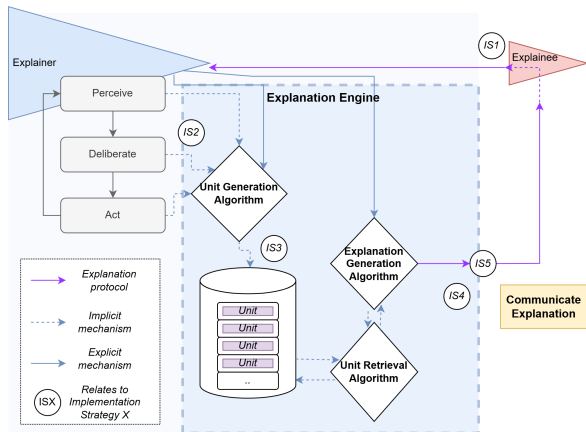 IS1
Explainee
Explainer
Perceive
Explanation Engine
IS2
Deliberate
Unit Generation
Algorithm
Act
IS3
Explanation
Generation
Algorithm
IS5
IS4
Explanation
protocol
Implicit
mechanism
Explicit
mechanism
ISX
Relates to
Implementation
Strategy X
Unit
Unit
Unit
Unit
..
Unit Retrieval
Algorithm
Communicate
Explanation